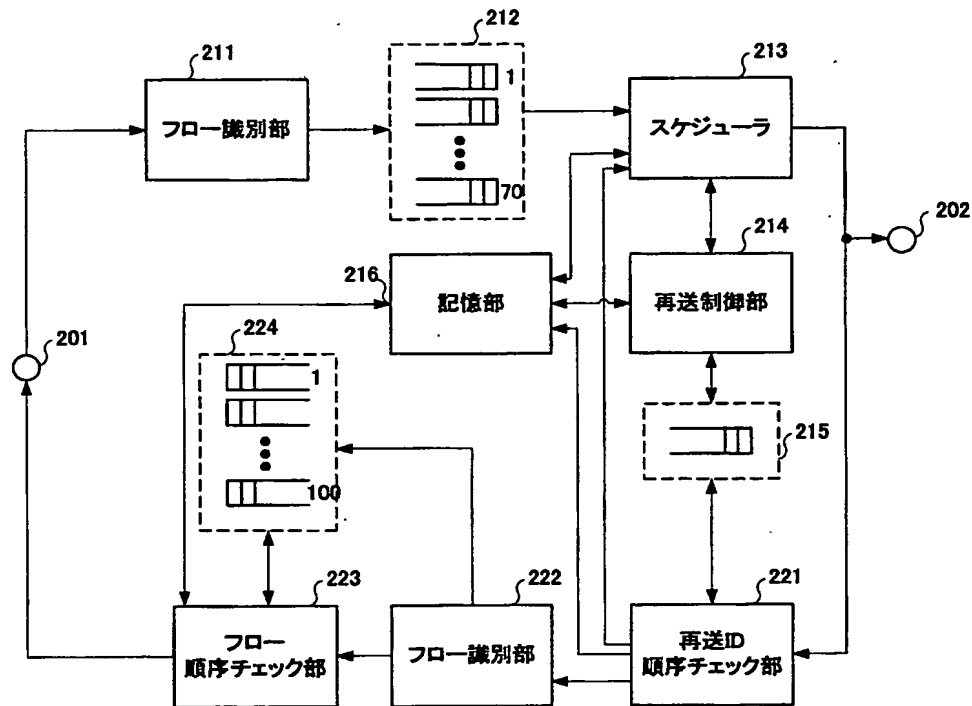 211
フロー識別部
212
1
70
213
スケジューラ
202
214
再送制御部
216
記憶部
201
224
1
100
215
223
フロー
順序チェック部
222
フロー識別部
221
再送ID
順序チェック部